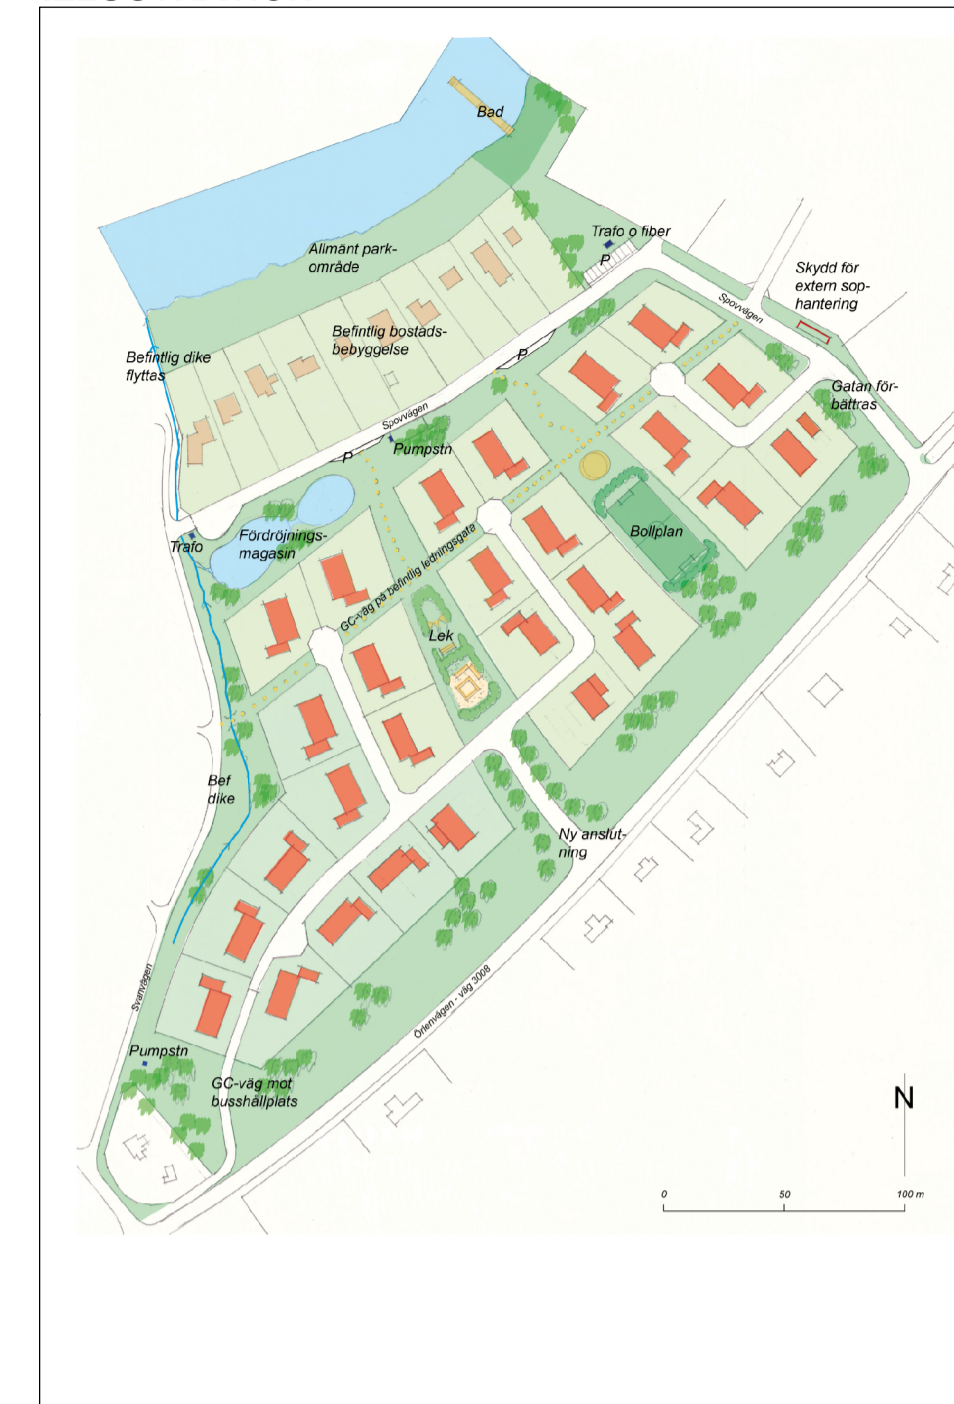 Bad
Trafo o fiber
P
Allmänt park-
område
Skydd för
extern sop-
hantering
Spovvägen
Befintlig bostads-
bebyggelse
Befintlig dike
flyttas
P
Gatan för-
bättras
Spovvägen
Pumpstn
P
Bollplan
Fördröjnings-
magasin
Trafo
GC-väg på befintlig ledningsgata
Lek
Bef
dike
Ny anslut-
ning
Svanvägen
Örlenvägen - väg 3008
Pumpstn
GC-väg mot
busshållplats
N
0 50 100 m